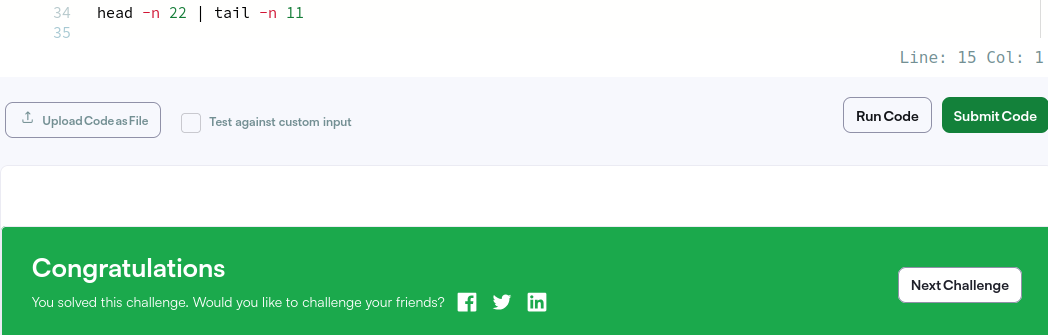 34 head -n 22 | tail -n 11
35
Line: 15 Col: 1
Upload Code as File
Test against custom input
Run Code
Submit Code
Congratulations
You solved this challenge. Would you like to challenge your friends?
Next Challenge